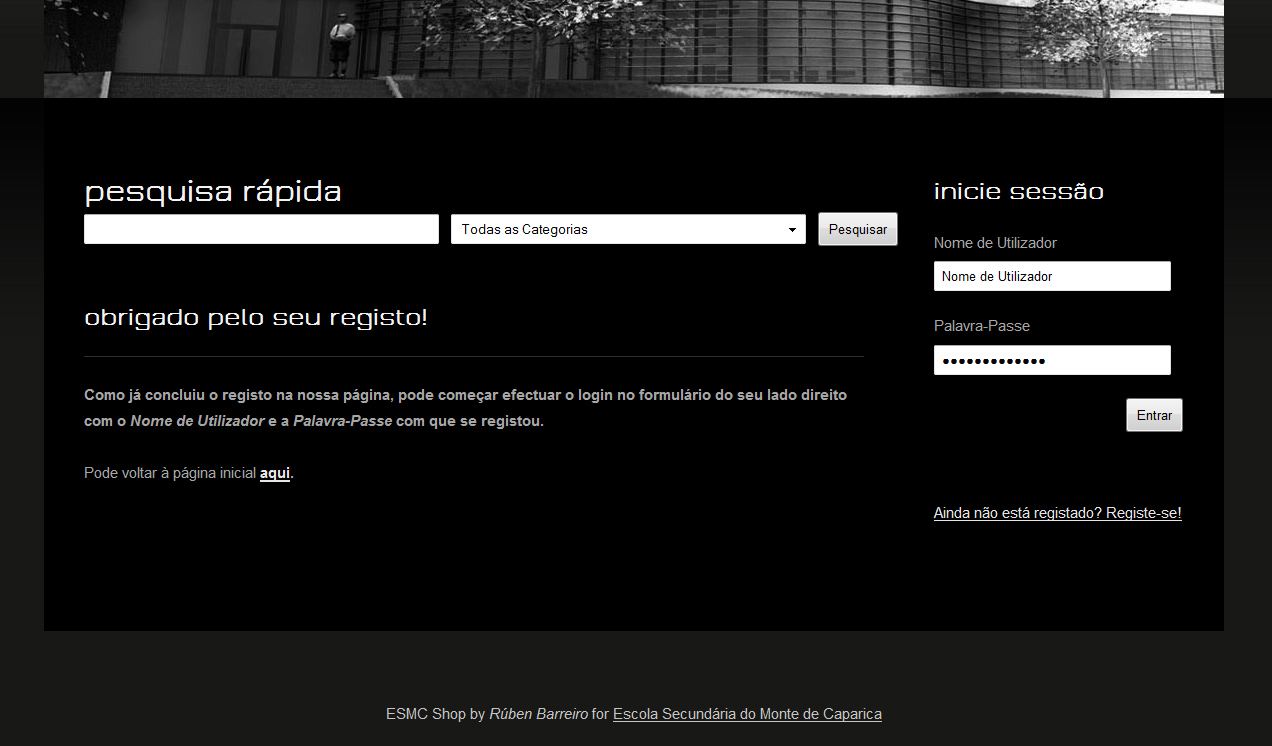 pesquisa rápida
Todas as Categorias
Pesquisar
obrigado pelo seu registo!
Como já concluiu o registo na nossa página, pode começar efectuar o login no formulário do seu lado direito
com o Nome de Utilizador e a Palavra-Passe com que se registou.
Pode voltar à página inicial aqui.
inicie sessão
Nome de Utilizador
Nome de Utilizador
Palavra-Passe
•••••••••••••
Entrar
Ainda não está registado? Registe-se!
ESMC Shop by Rúben Barreiro for Escola Secundária do Monte de Caparica